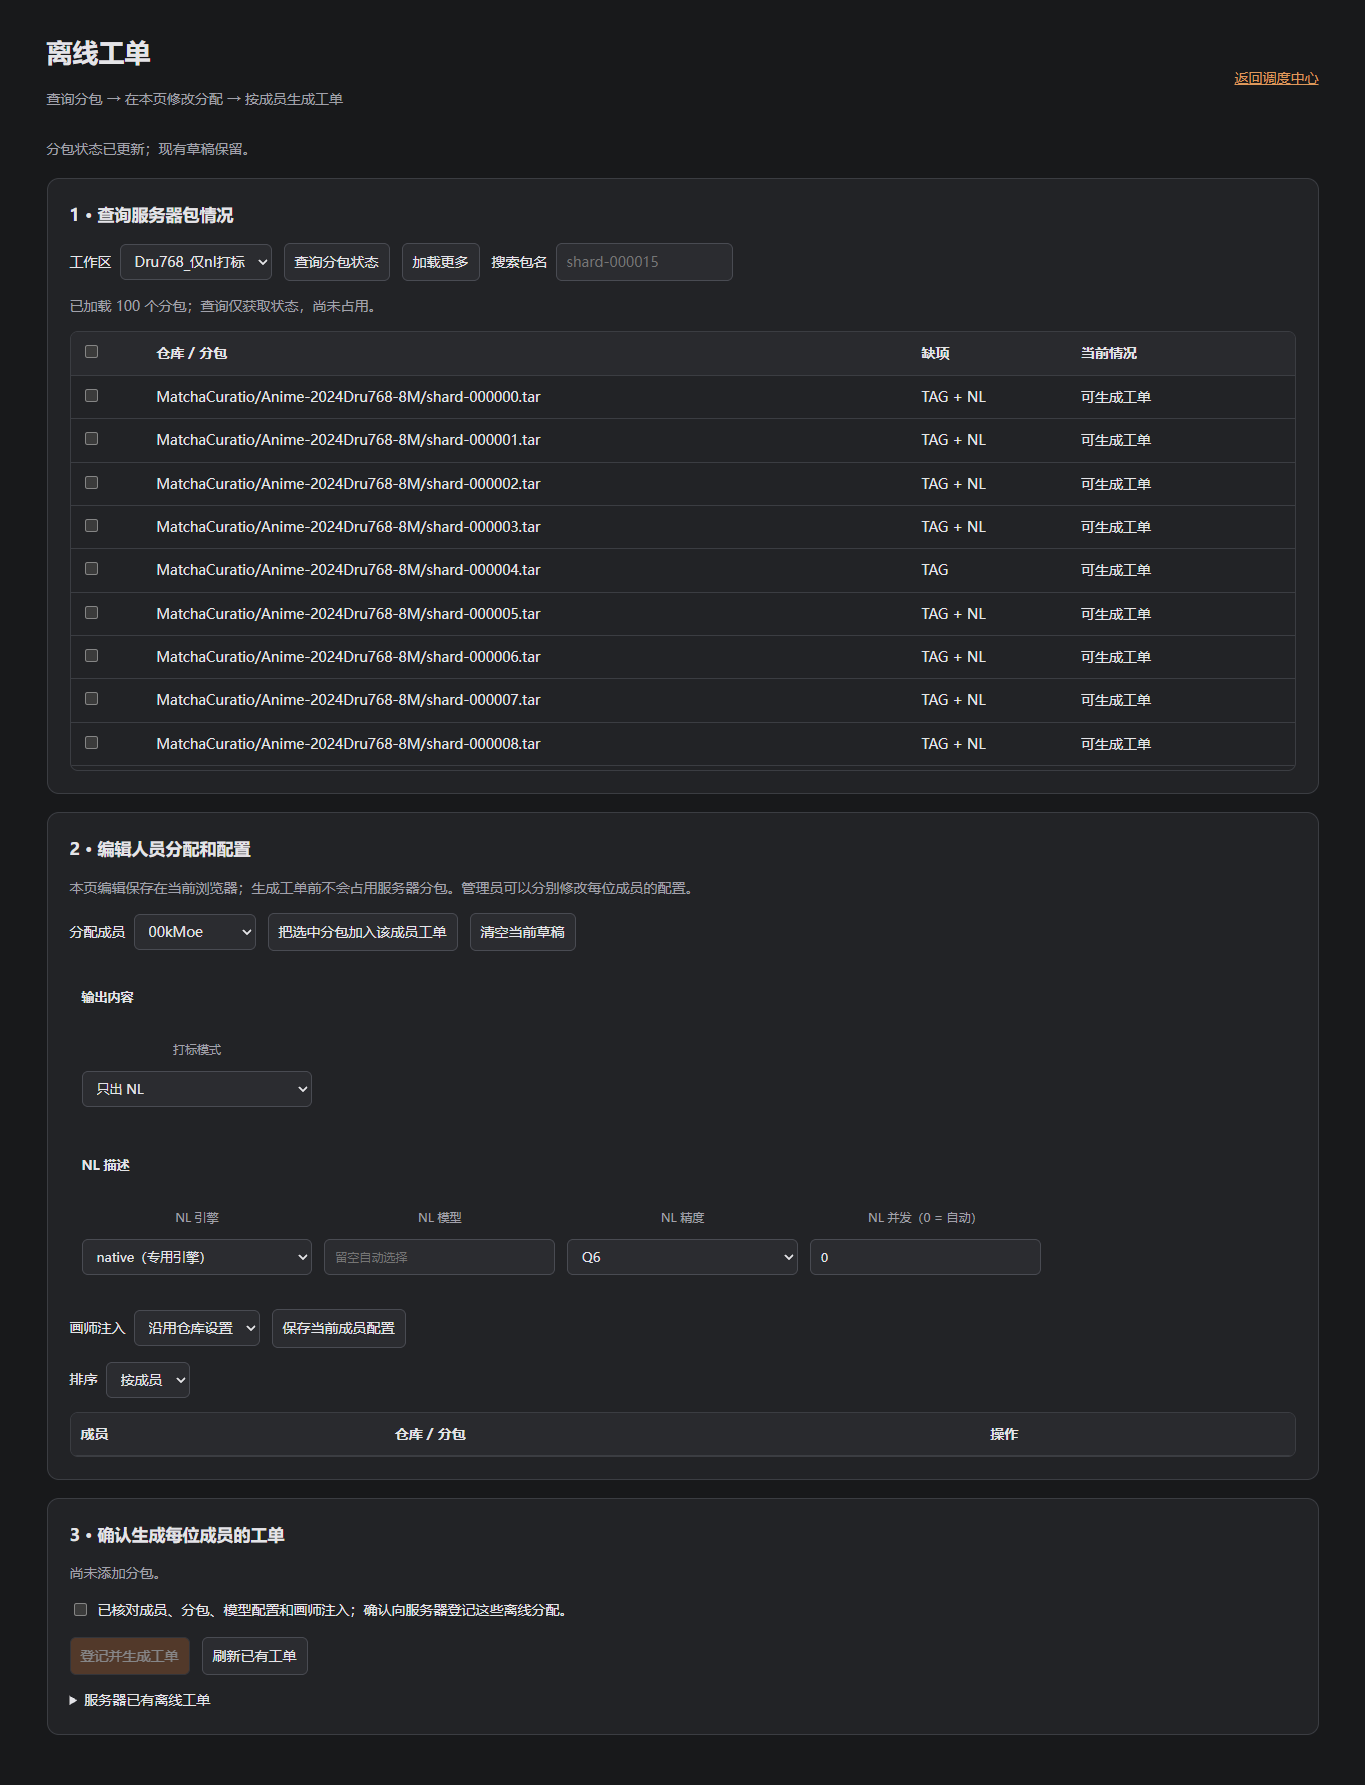 离线工单
返回调度中心
查询分包 → 在本页修改分配 → 按成员生成工单
分包状态已更新；现有草稿保留。
1 · 查询服务器包情况
工作区 Dru768_仅nl打标 查询分包状态 加载更多 搜索包名 shard-000015
已加载 100 个分包；查询仅获取状态，尚未占用。
仓库 / 分包 缺项 当前情况
MatchaCuratio/Anime-2024Dru768-8M/shard-000000.tar TAG + NL 可生成工单
MatchaCuratio/Anime-2024Dru768-8M/shard-000001.tar TAG + NL 可生成工单
MatchaCuratio/Anime-2024Dru768-8M/shard-000002.tar TAG + NL 可生成工单
MatchaCuratio/Anime-2024Dru768-8M/shard-000003.tar TAG + NL 可生成工单
MatchaCuratio/Anime-2024Dru768-8M/shard-000004.tar TAG 可生成工单
MatchaCuratio/Anime-2024Dru768-8M/shard-000005.tar TAG + NL 可生成工单
MatchaCuratio/Anime-2024Dru768-8M/shard-000006.tar TAG + NL 可生成工单
MatchaCuratio/Anime-2024Dru768-8M/shard-000007.tar TAG + NL 可生成工单
MatchaCuratio/Anime-2024Dru768-8M/shard-000008.tar TAG + NL 可生成工单
2 · 编辑人员分配和配置
本页编辑保存在当前浏览器；生成工单前不会占用服务器分包。管理员可以分别修改每位成员的配置。
分配成员 00kMoe 把选中分包加入该成员工单 清空当前草稿
输出内容
打标模式
只出 NL
NL 描述
NL 引擎 NL 模型 NL 精度 NL 并发（0 = 自动）
native（专用引擎） 留空自动选择 Q6 0
画师注入 沿用仓库设置 保存当前成员配置
排序 按成员
成员 仓库 / 分包 操作
3 · 确认生成每位成员的工单
尚未添加分包。
已核对成员、分包、模型配置和画师注入；确认向服务器登记这些离线分配。
登记并生成工单 刷新已有工单
服务器已有离线工单